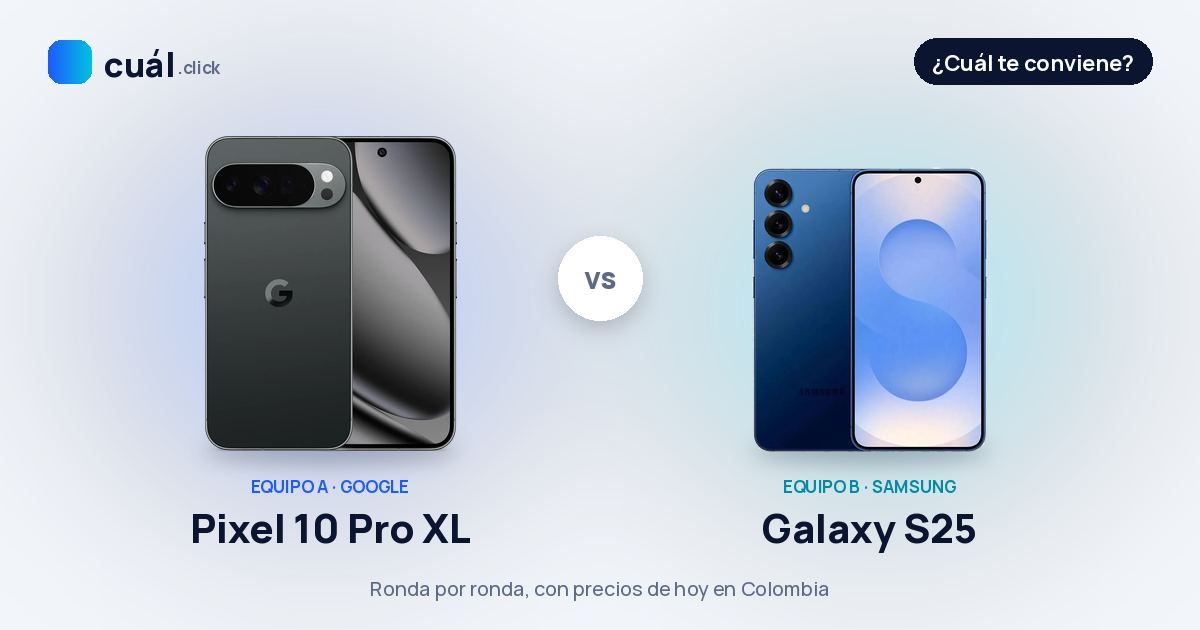 cuál.click
¿Cuál te conviene?
VS
SAMSUNG
EQUIPO A · GOOGLE
Pixel 10 Pro XL
EQUIPO B · SAMSUNG
Galaxy S25
Ronda por ronda, con precios de hoy en Colombia